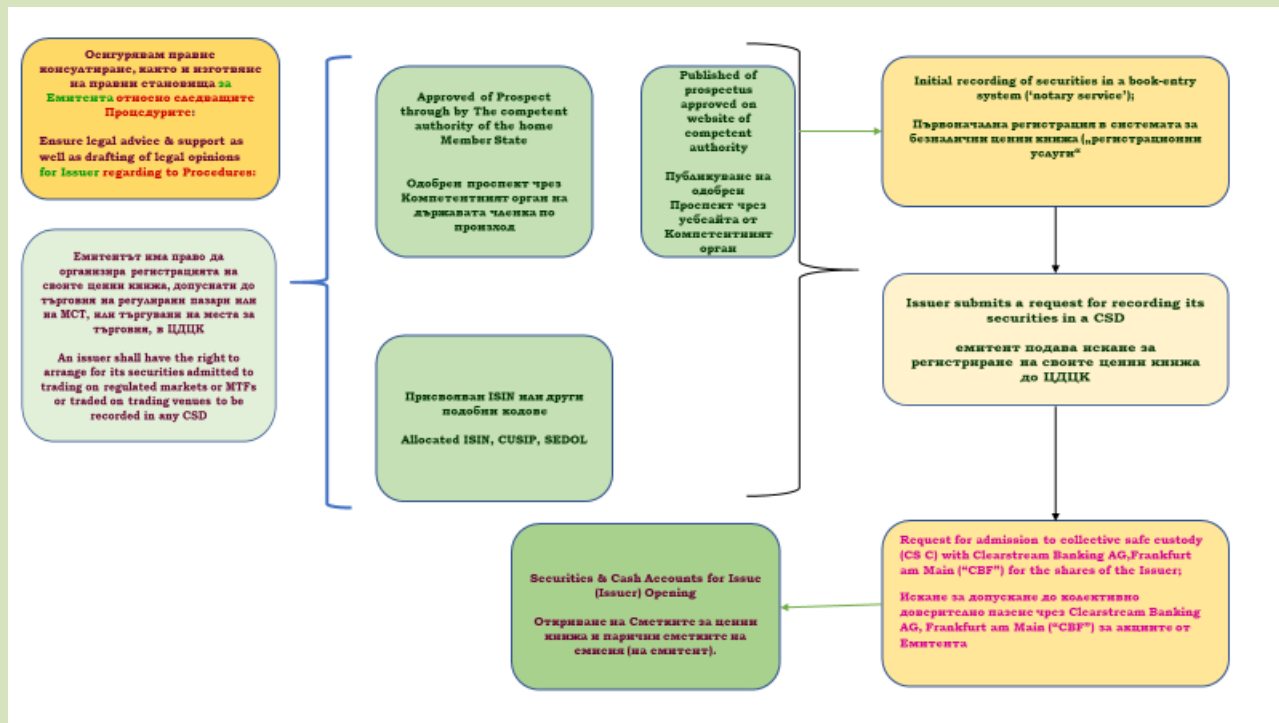 Осигурявам правне
консултиране, както и изготвяне
на правни становища за
Емитента относно следващите
Процедурите:
Ensure legal advice & support as
well as drafting of legal opinions
for Issuer regarding to Procedures:
Емитентът има право да
организира регистрацията на
своите ценни книжа, допуснати до
търговия на регулирани пазари или
на МСТ, или търгувани на места за
търговия, в ЦДЦК
An issuer shall have the right to
arrange for its securities admitted to
trading on regulated markets or MTFs
or traded on trading venues to be
recorded in any CSD
Approved of Prospect
through by The competent
authority of the home
Member State
Одобрен проспект чрез
Компетентният орган на
държавата членка по
произход
Присвояван ISIN или други
подобни кодове
Allocated ISIN, CUSIP, SEDOL
Published of
prospectus
approved on
website of
competent
authority
Публикуване на
одобрен
Проспект чрез
уебсайта от
Компетентният
орган
Initial recording of securities in a book-entry
system (‘notary service’);
Първоначална регистрация в системата за
безналични ценни книжа („регистрационни
услуги“
Issuer submits a request for recording its
securities in a CSD
емитент подава искане за
регистриране на своите ценни книжа
до ЦДЦК
Request for admission to collective safe custody
(CS C) with Clearstream Banking AG,Frankfurt
am Main (“CBF”) for the shares of the Issuer;
Искане за допускане до колективно
доверително пазене чрез Clearstream Banking
AG, Frankfurt am Main (“CBF”) за акциите от
Емитента
Securities & Cash Accounts for Issue
(Issuer) Opening
Откриване на Сметките за ценни
книжа и парични сметките на
емисия (на емитент).